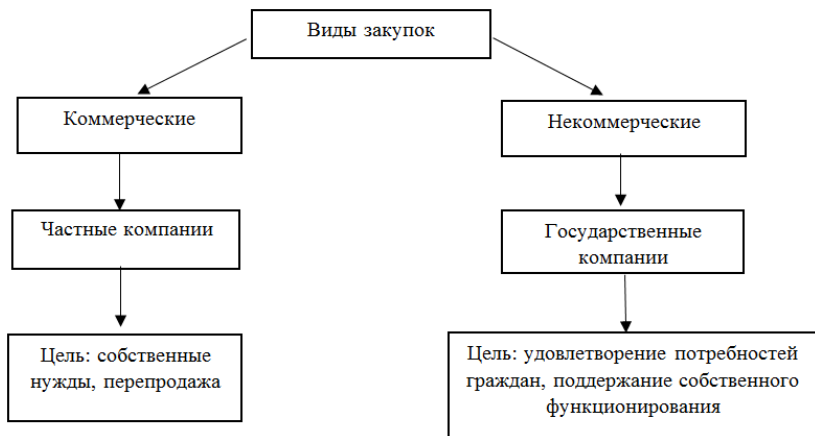 Виды закупок
Коммерческие
Некоммерческие
Частные компании
Государственные
компании
Цель: собственные
нужды, перепродажа
Цель: удовлетворение потребностей
граждан, поддержание собственного
функционирования